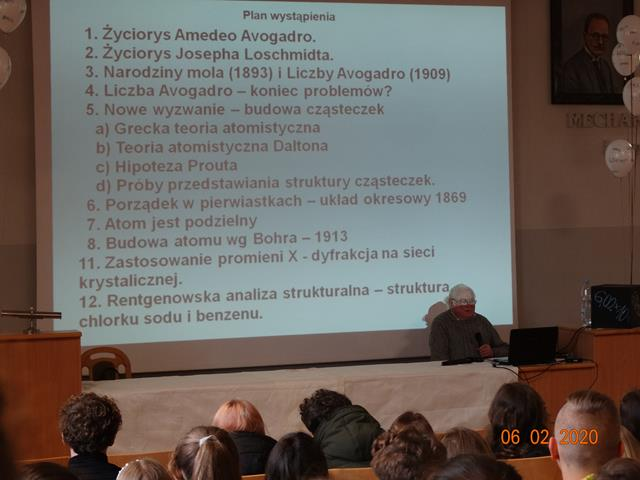 Plan wystąpienia
1. Życiorys Amedeo Avogadro.
2. Życiorys Josepha Loschmidta.
3. Narodziny mola (1893) i Liczby Avogadro (1909)
4. Liczba Avogadro – koniec problemów?
5. Nowe wyzwanie – budowa cząsteczek
a) Grecka teoria atomistyczna
b) Teoria atomistyczna Daltona
c) Hipoteza Prouta
d) Próby przedstawiania struktury cząsteczek.
6. Porządek w pierwiastkach – układ okresowy 1869
7. Atom jest podzielny
8. Budowa atomu wg Bohra – 1913
11. Zastosowanie promieni X - dyfrakcja na sieci
krystalicznej.
12. Rentgenowska analiza strukturalna – struktura
chlorku sodu i benzenu.
MECHA
06 02 2020